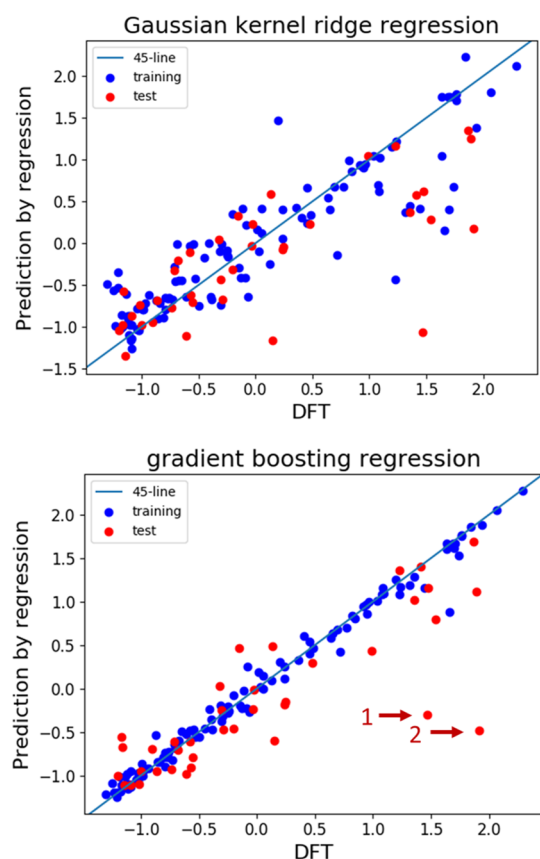 Gaussian kernel ridge regression
45-line
training
test
Prediction by regression
2.0
1.5
1.0
0.5
0.0
−0.5
−1.0
−1.5
−1.0 −0.5 0.0 0.5 1.0 1.5 2.0
DFT
gradient boosting regression
45-line
training
test
Prediction by regression
2.0
1.5
1.0
0.5
0.0
−0.5
−1.0
1
2
−1.0 −0.5 0.0 0.5 1.0 1.5 2.0
DFT